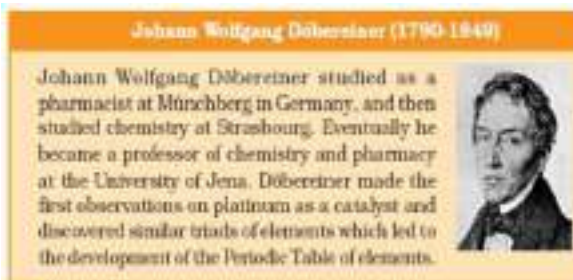 Johann Wolfgang Döbereiner (1780-1849)
Johann Wolfgang Döbereiner studied as a
pharmacist at Münchberg in Germany, and then
studied chemistry at Strasbourg. Eventually he
became a professor of chemistry and pharmacy
at the University of Jena. Döbereiner made the
first observations on platinum as a catalyst and
discovered similar triads of elements which led to
the development of the Periodic Table of elements.